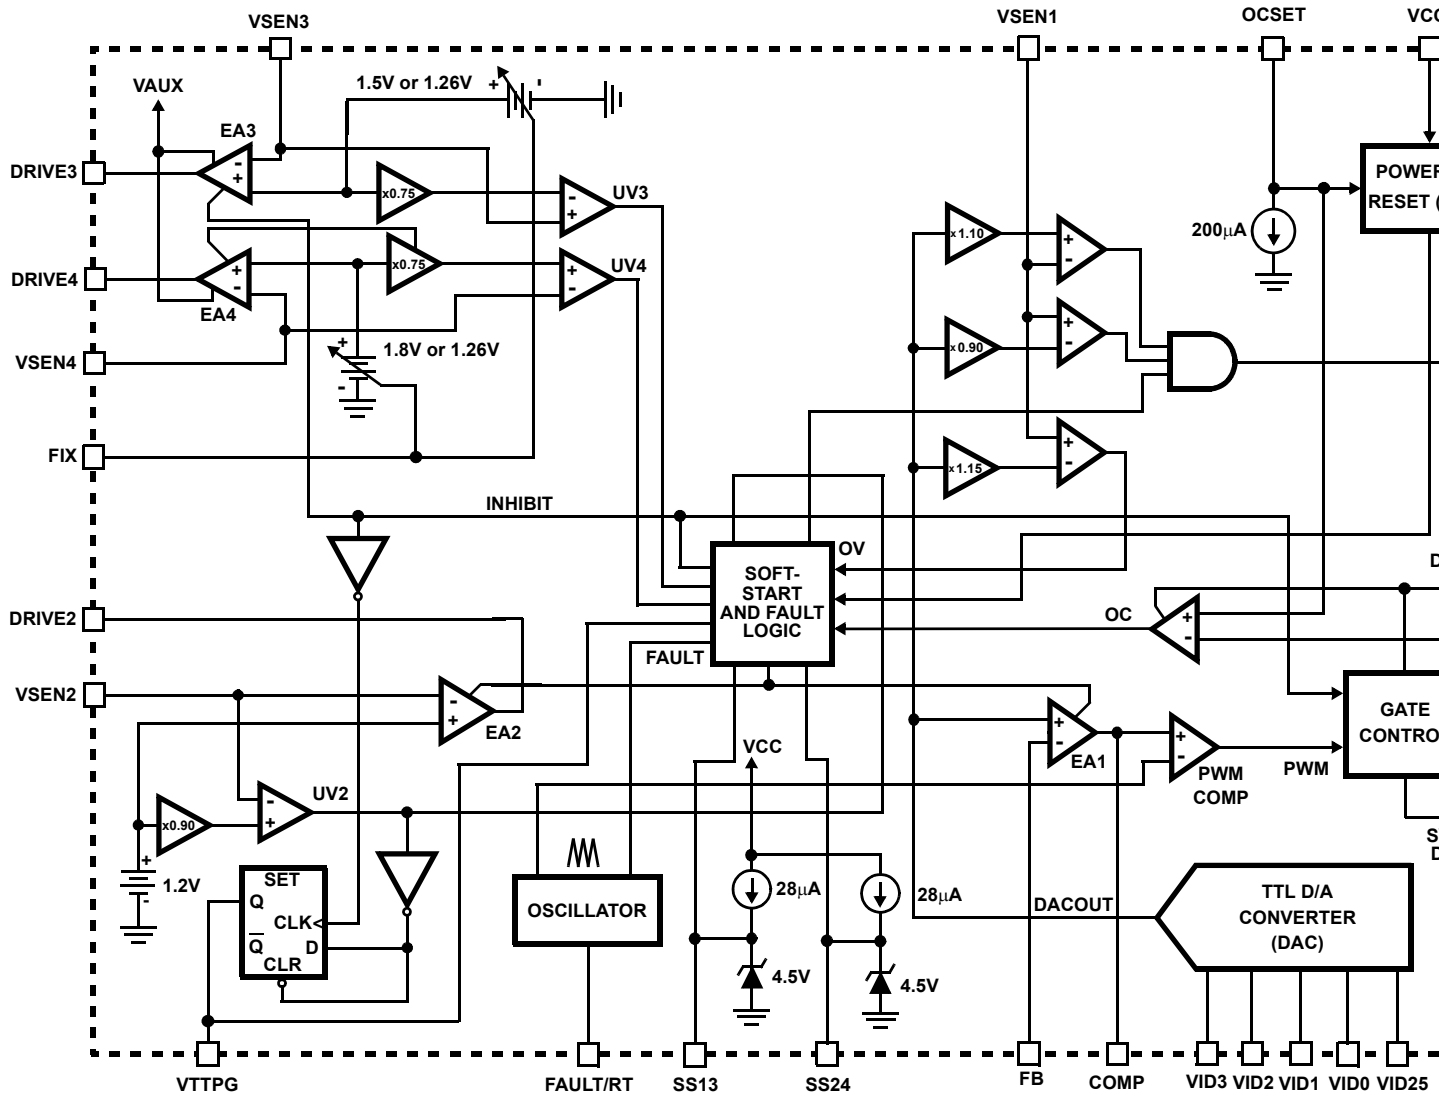 VSEN3
VSEN1
OCSET
VCC
1.5V or 1.26V
+
-
VAUX
EA3
DRIVE3
-
+
x0.75
-
+
UV3
POWER
RESET (
200µA
x1.10
+
-
DRIVE4
+
-
EA4
x0.75
+
-
UV4
1.8V or 1.26V
+
-
VSEN4
x0.90
+
-
FIX
x1.15
+
-
INHIBIT
OV
SOFT-
START
AND FAULT
LOGIC
D
DRIVE2
OC
+
-
FAULT
VSEN2
-
+
EA2
+
-
EA1
+
-
PWM
COMP
PWM
GATE
CONTRO
VCC
UV2
-
+
x0.90
S
D
+
-
1.2V
SET
Q
CLK
Q
D
CLR
OSCILLATOR
28µA
28µA
DACOUT
TTL D/A
CONVERTER
(DAC)
4.5V
4.5V
VTTPG
FAULT/RT
SS13
SS24
FB
COMP
VID3
VID2
VID1
VID0
VID25